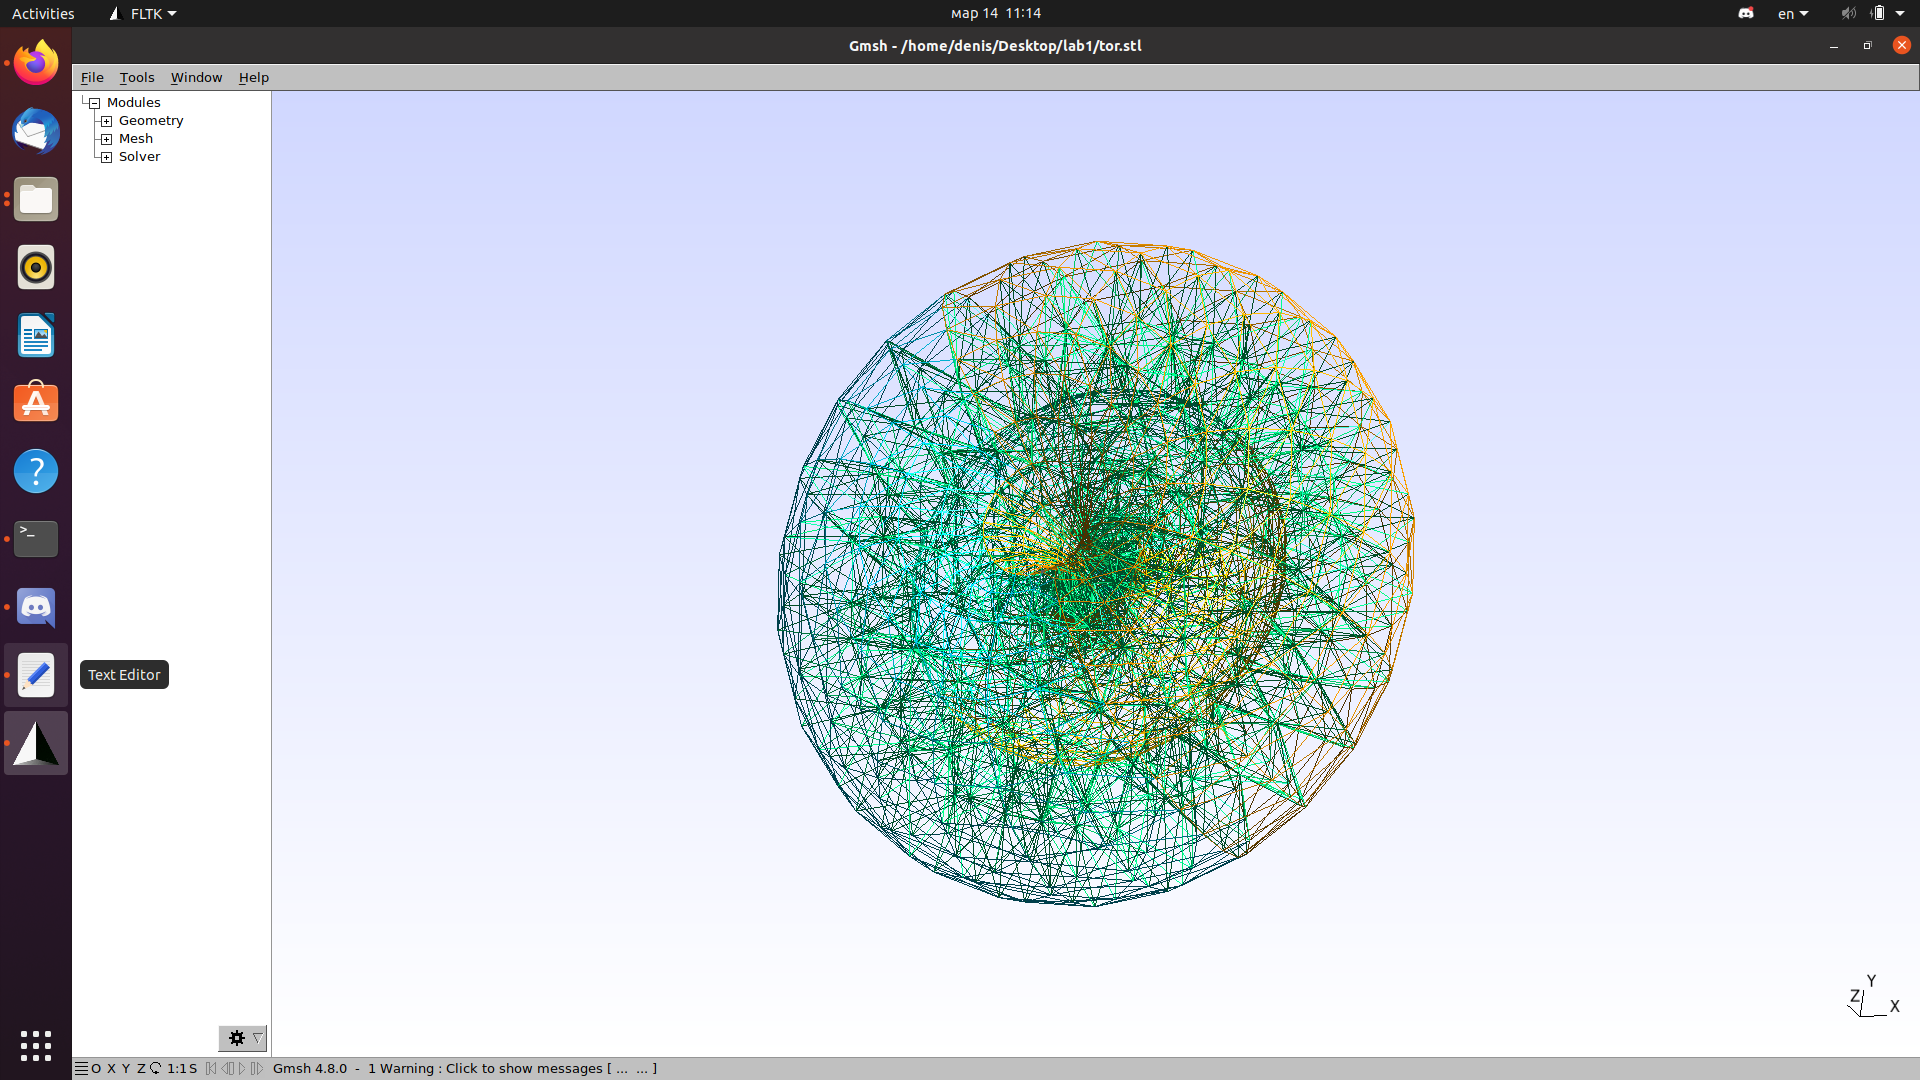 Activities
FLTK
мар 14 11:14
en
Gmsh - /home/denis/Desktop/lab1/tor.stl
File Tools Window Help
Modules
Geometry
Mesh
Solver
Text Editor
Y
Z
X
O X Y Z 1:1 S
Gmsh 4.8.0 - 1 Warning : Click to show messages [ ... ... ]